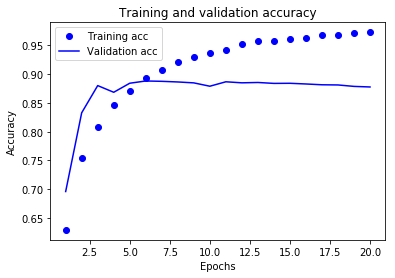 Training and validation accuracy
Training acc
Validation acc
Accuracy
0.95
0.90
0.85
0.80
0.75
0.70
0.65
2.5 5.0 7.5 10.0 12.5 15.0 17.5 20.0
Epochs